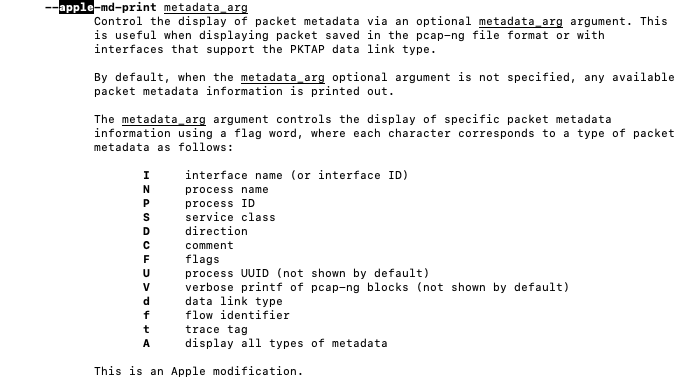 --apple-md-print metadata_arg
Control the display of packet metadata via an optional metadata_arg argument. This
is useful when displaying packet saved in the pcap-ng file format or with
interfaces that support the PKTAP data link type.
By default, when the metadata_arg optional argument is not specified, any available
packet metadata information is printed out.
The metadata_arg argument controls the display of specific packet metadata
information using a flag word, where each character corresponds to a type of packet
metadata as follows:
I interface name (or interface ID)
N process name
P process ID
S service class
D direction
C comment
F flags
U process UUID (not shown by default)
V verbose printf of pcap-ng blocks (not shown by default)
d data link type
f flow identifier
t trace tag
A display all types of metadata
This is an Apple modification.